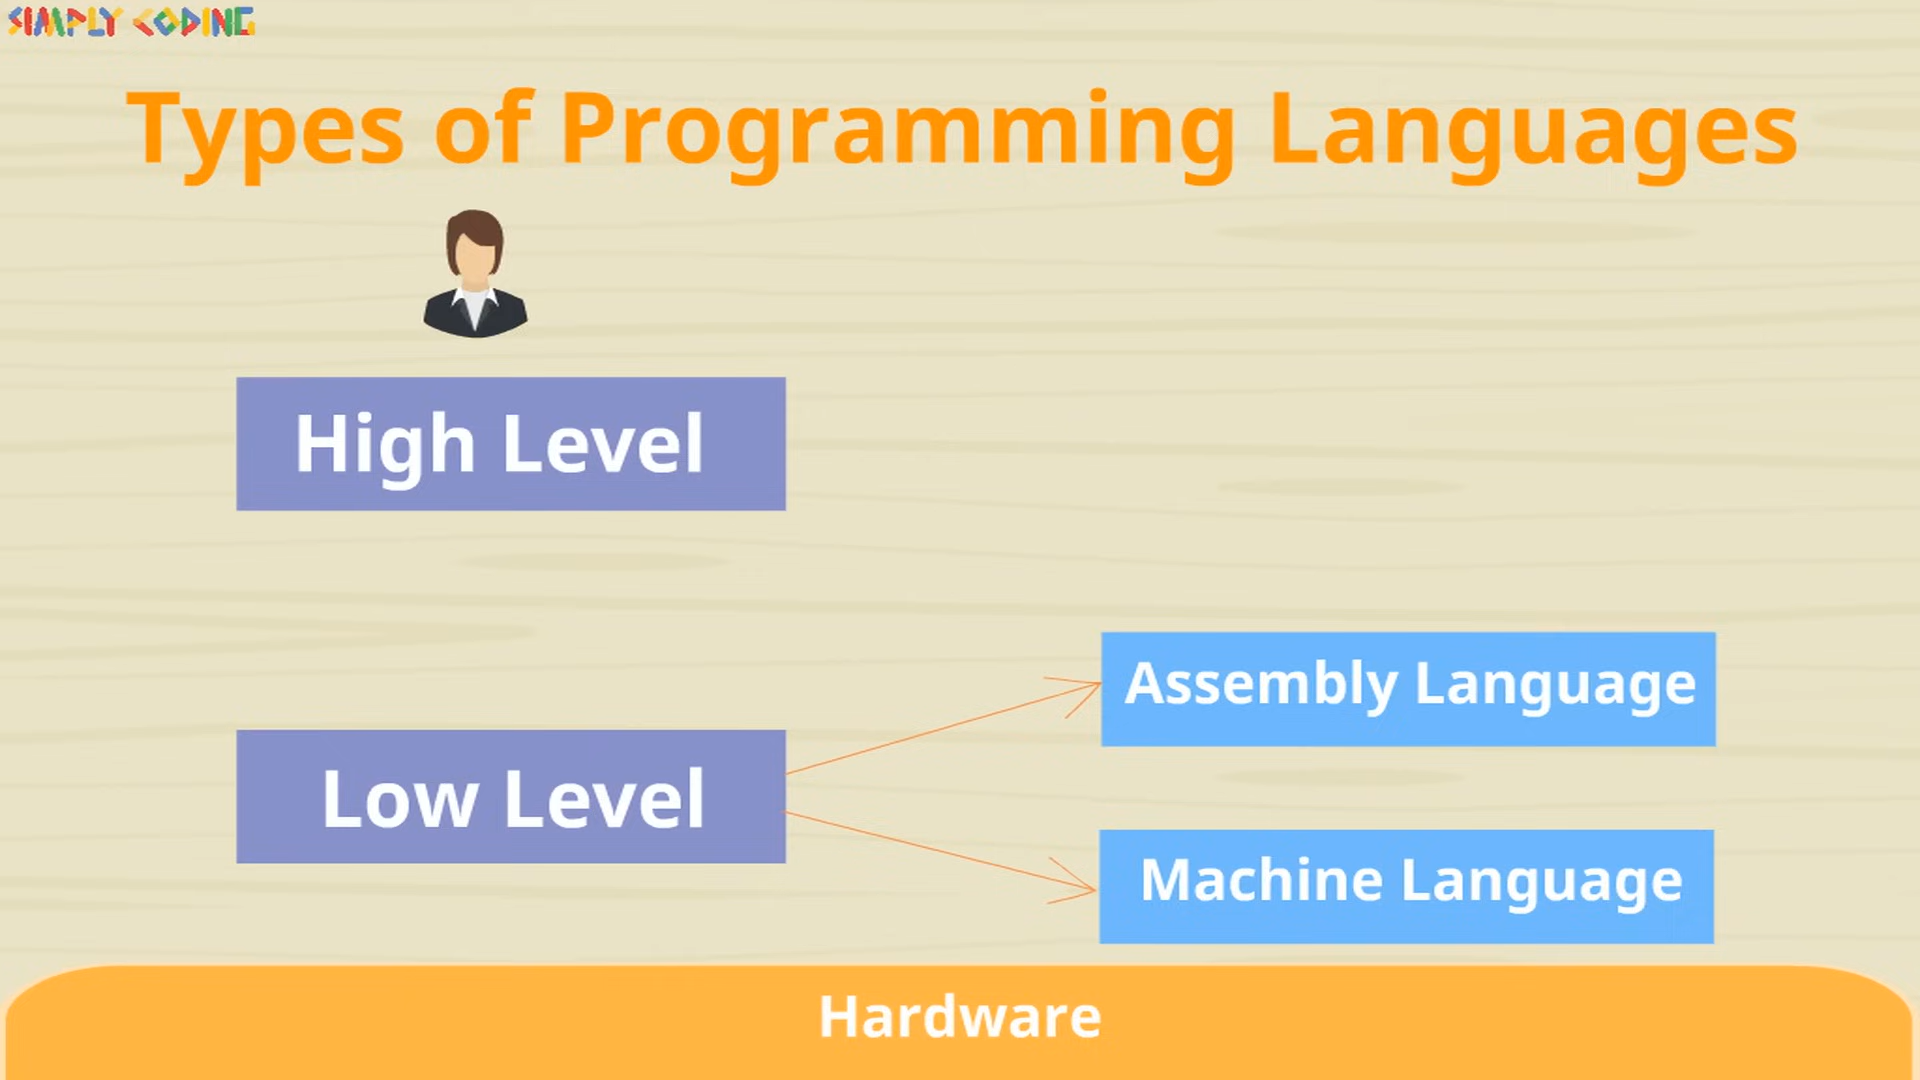 SIMPLY CODING
Types of Programming Languages
High Level
Assembly Language
Low Level
Machine Language
Hardware